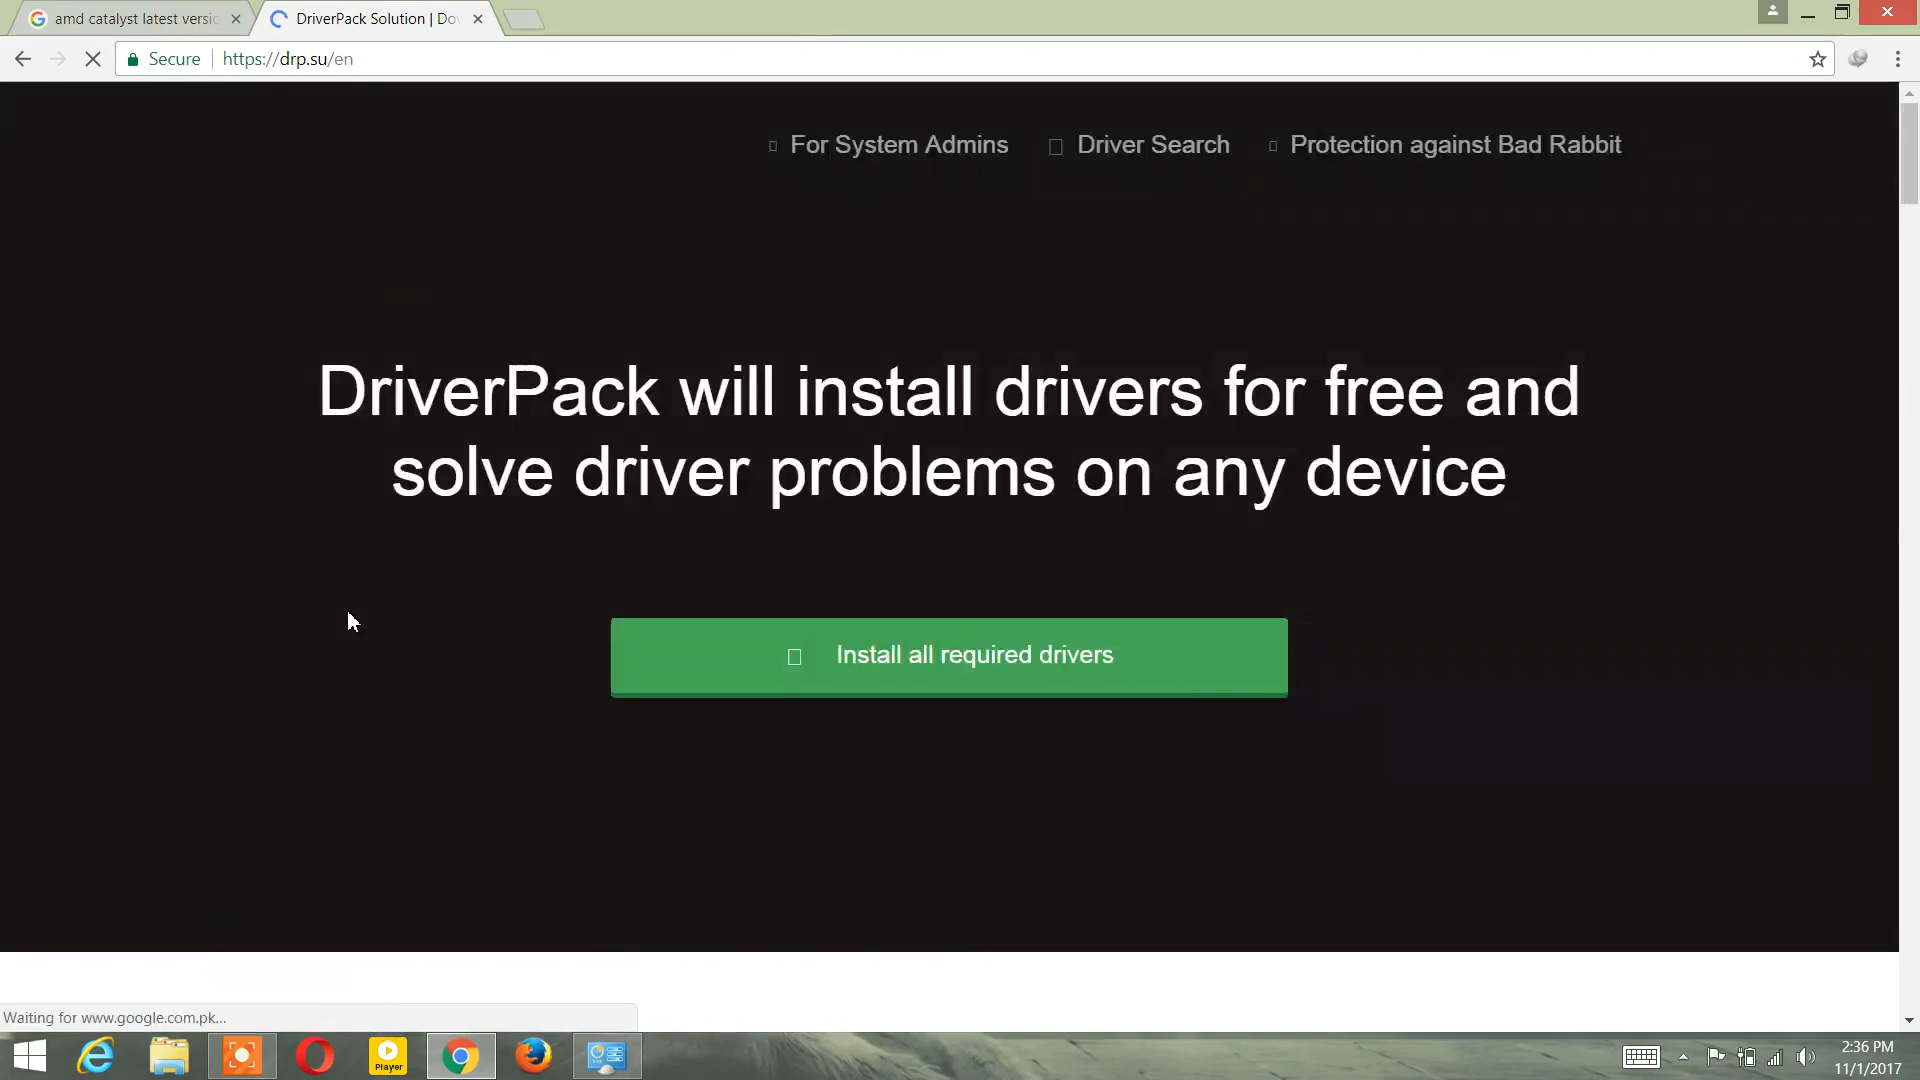 amd catalyst latest versio
DriverPack Solution | Do
Secure
https://drp.su/en
For System Admins
Driver Search
Protection against Bad Rabbit
DriverPack will install drivers for free and
solve driver problems on any device
Install all required drivers
Waiting for www.google.com.pk...
Player
2:36 PM
11/1/2017